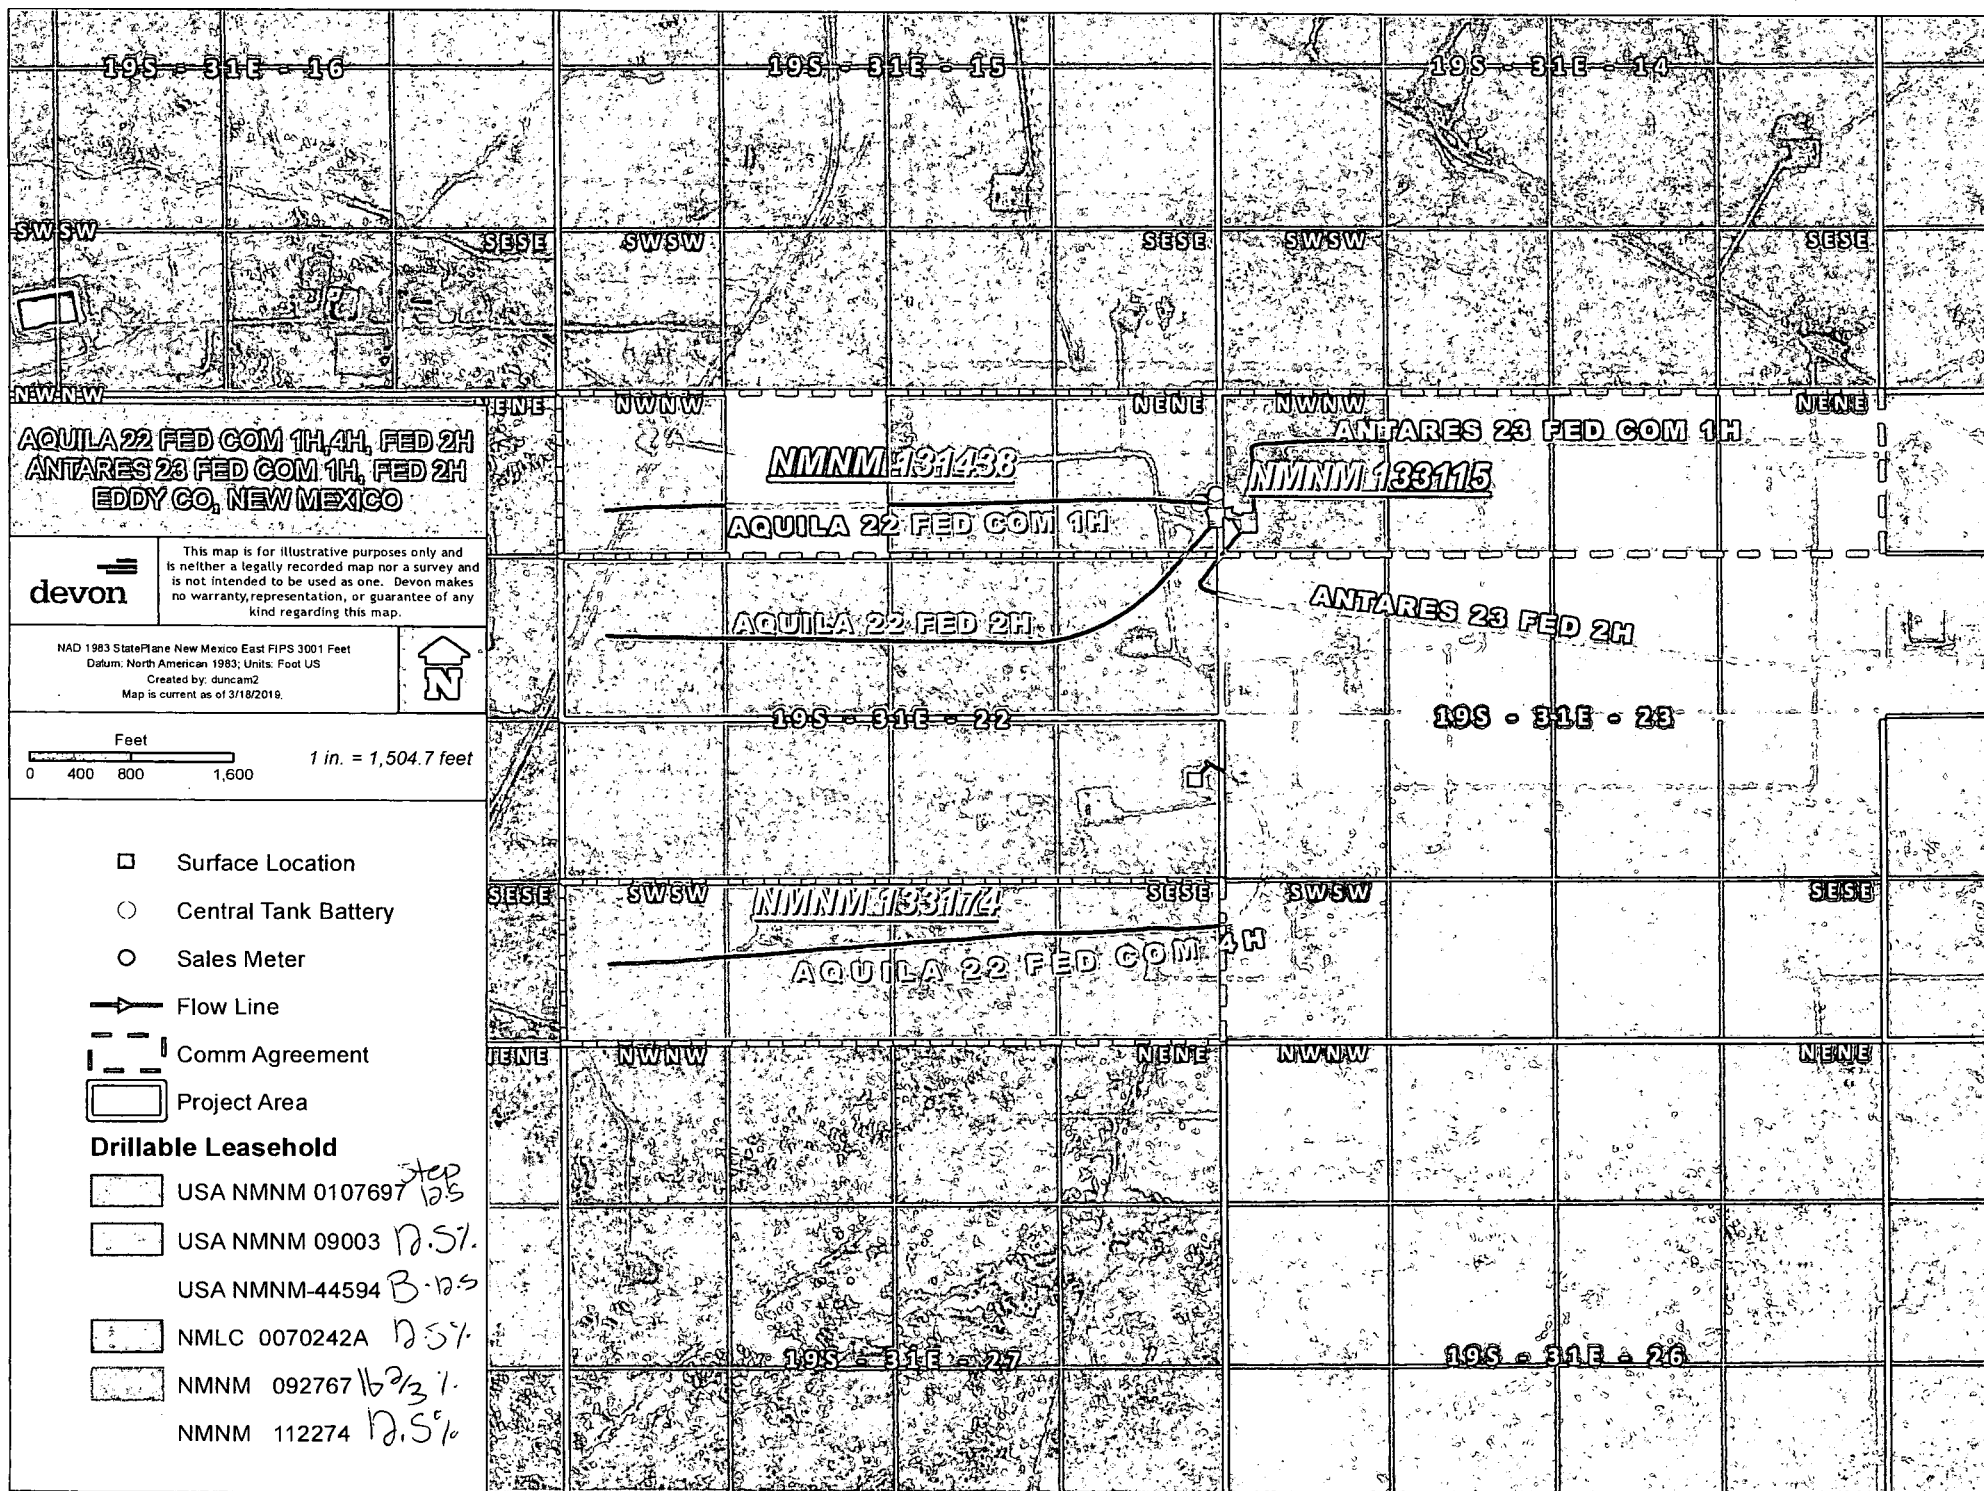 19S - 31E - 16
19S - 31E - 15
19S - 31E - 14
SWSW
SESE
SWSW
SESE
SWSW
SESE
NWNW
NENE
NWNW
NENE
NWNW
NENE
AQUILA 22 FED COM 1H,4H, FED 2H
ANTARES 23 FED COM 1H, FED 2H
EDDY CO, NEW MEXICO
devon
This map is for illustrative purposes only and
is neither a legally recorded map nor a survey and
is not intended to be used as one. Devon makes
no warranty,representation, or guarantee of any
kind regarding this map.
NAD 1983 StatePlane New Mexico East FIPS 3001 Feet
Datum: North American 1983; Units: Foot US
Created by: duncam2
Map is current as of 3/18/2019.
N
Feet
0 400 800 1,600
1 in. = 1,504.7 feet
Surface Location
Central Tank Battery
Sales Meter
Flow Line
Comm Agreement
Project Area
Drillable Leasehold
USA NMNM 0107697 step 12.5
USA NMNM 09003 12.5%
USA NMNM-44594 B-12.5
NMLC 0070242A 12.5%
NMNM 092767 16 2/3 %
NMNM 112274 12.5%
NMNM 131438
ANTARES 23 FED COM 1H
NMNM 133115
AQUILA 22 FED COM 1H
AQUILA 22 FED 2H
ANTARES 23 FED 2H
19S - 31E - 22
19S - 31E - 23
SESE
SWSW
NMNM 133174
SESE
SWSW
SESE
AQUILA 22 FED COM 4H
NENE
NWNW
NENE
NWNW
NENE
19S - 31E - 27
19S - 31E - 26